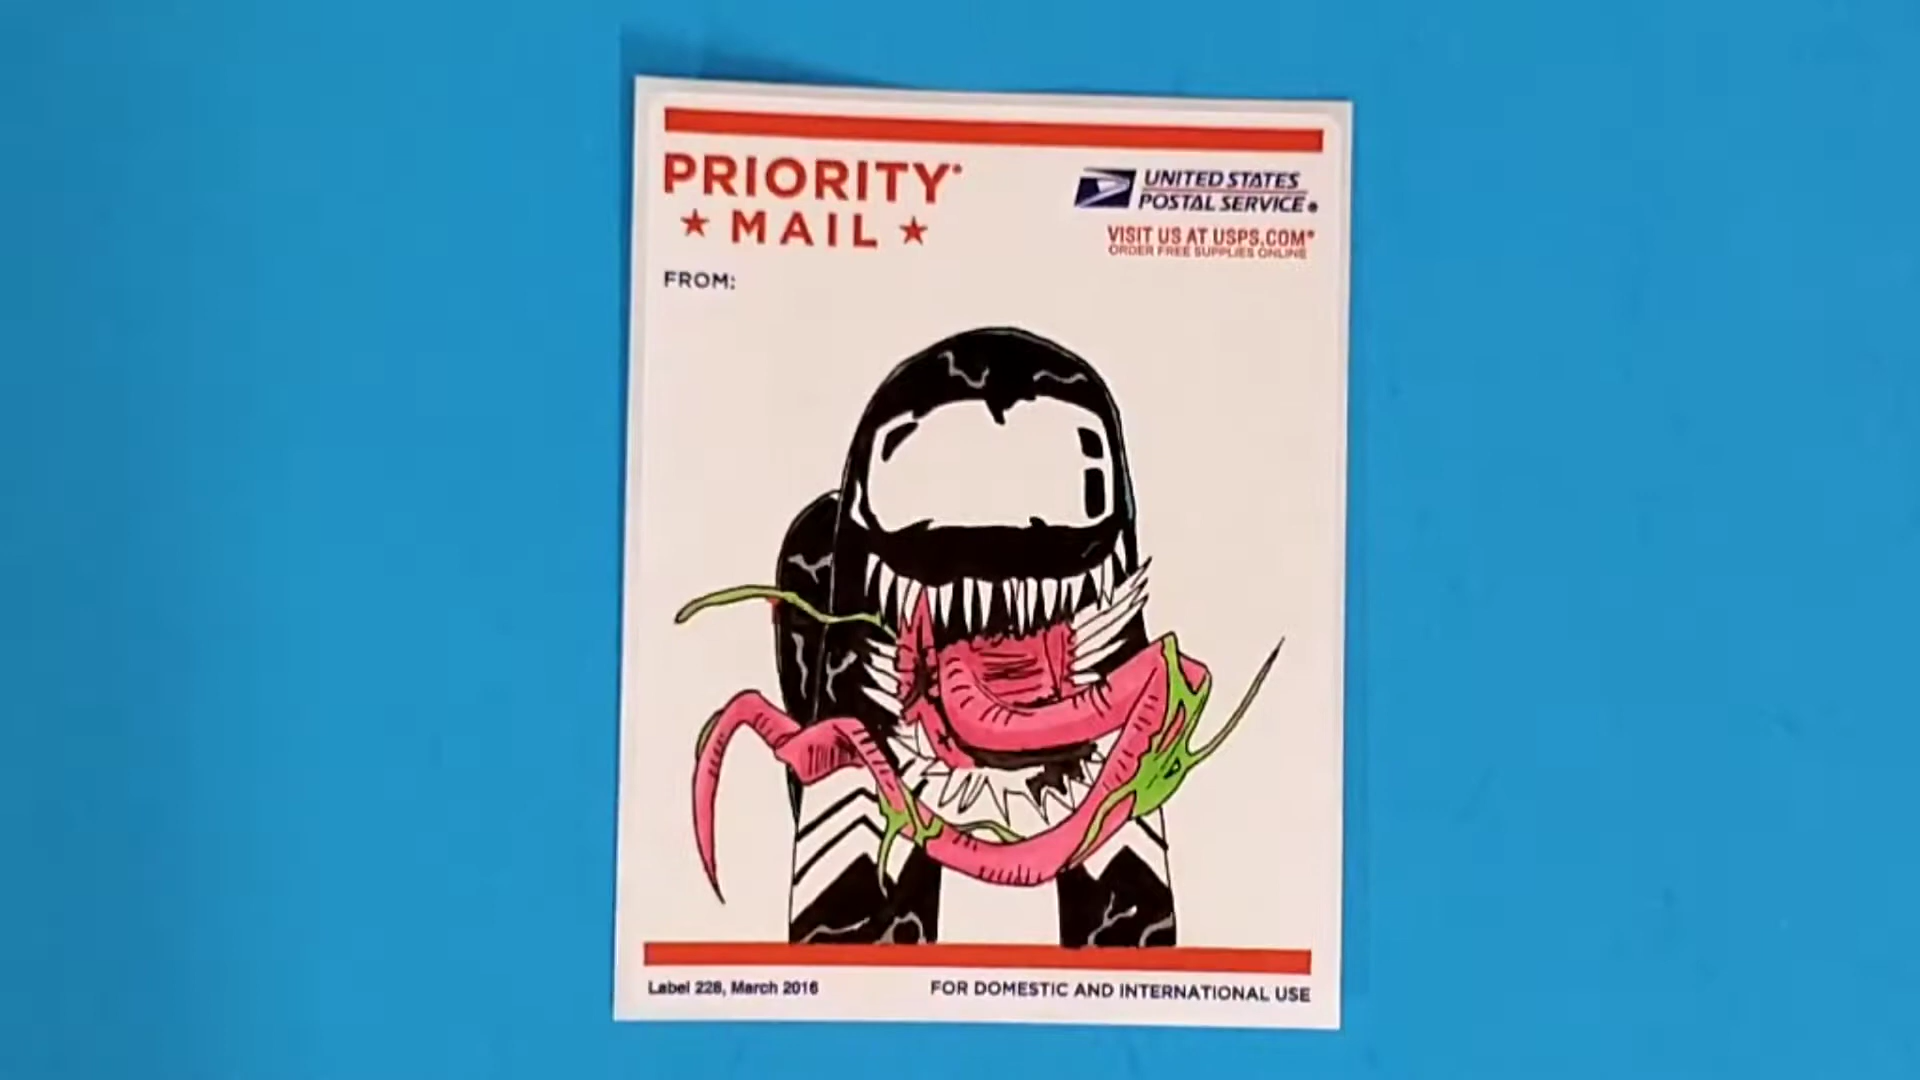 PRIORITY®
★ MAIL ★
UNITED STATES
POSTAL SERVICE®
VISIT US AT USPS.COM®
ORDER FREE SUPPLIES ONLINE
FROM:
Label 228, March 2016
FOR DOMESTIC AND INTERNATIONAL USE